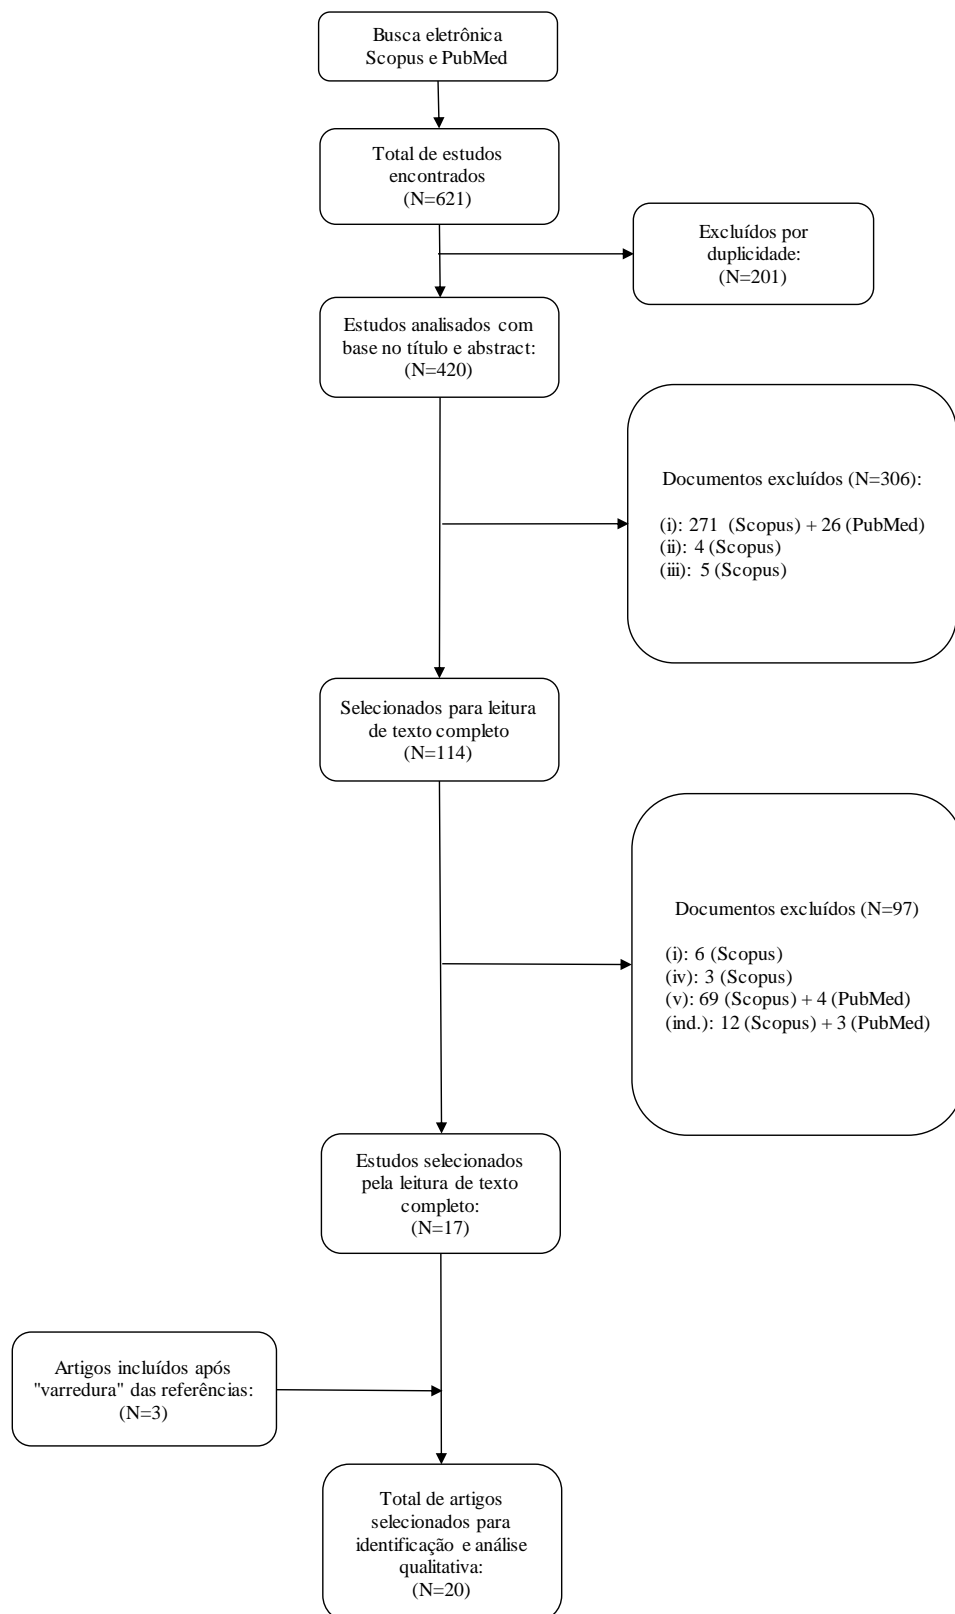 Busca eletrônica
Scopus e PubMed
Total de estudos
encontrados
(N=621)
Excluídos por
duplicidade:
(N=201)
Estudos analisados com
base no título e abstract:
(N=420)
Documentos excluídos (N=306):
(i): 271 (Scopus) + 26 (PubMed)
(ii): 4 (Scopus)
(iii): 5 (Scopus)
Selecionados para leitura
de texto completo
(N=114)
Documentos excluídos (N=97)
(i): 6 (Scopus)
(iv): 3 (Scopus)
(v): 69 (Scopus) + 4 (PubMed)
(ind.): 12 (Scopus) + 3 (PubMed)
Estudos selecionados
pela leitura de texto
completo:
(N=17)
Artigos incluídos após
"varredura" das referências:
(N=3)
Total de artigos
selecionados para
identificação e análise
qualitativa:
(N=20)